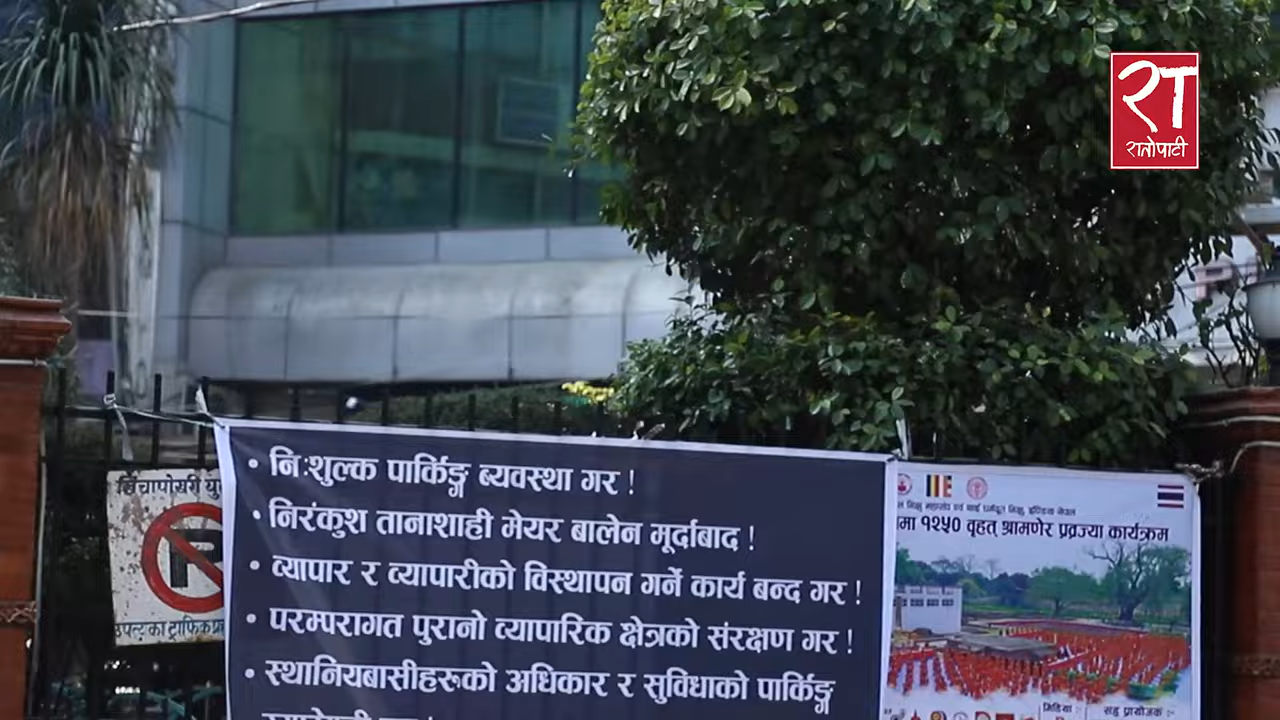 रातोपाटी
• निःशुल्क पार्किङ्ग ब्यवस्था गर !
• निरंकुश तानाशाही मेयर बालेन मूर्दाबाद !
• व्यापार र व्यापारीको विस्थापन गर्ने कार्य बन्द गर !
• परम्परागत पुरानो व्यापारिक क्षेत्रको संरक्षण गर !
• स्थानियबासीहरुको अधिकार र सुविधाको पार्किङ्ग
P
ट्राफिक
१२५० वृहत् श्रामणेर प्रव्रज्या कार्यक्रम
मिडिया :- सह प्रायोजक :-